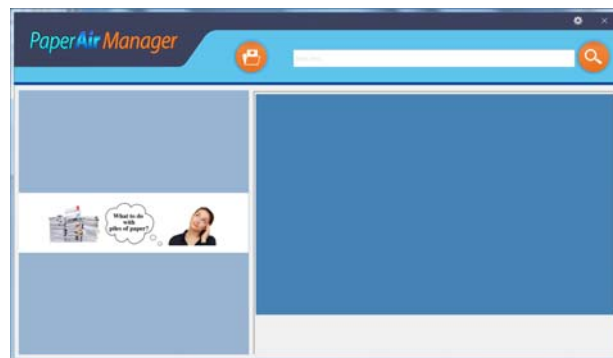 PaperAir Manager
What to do
with
piles of paper?